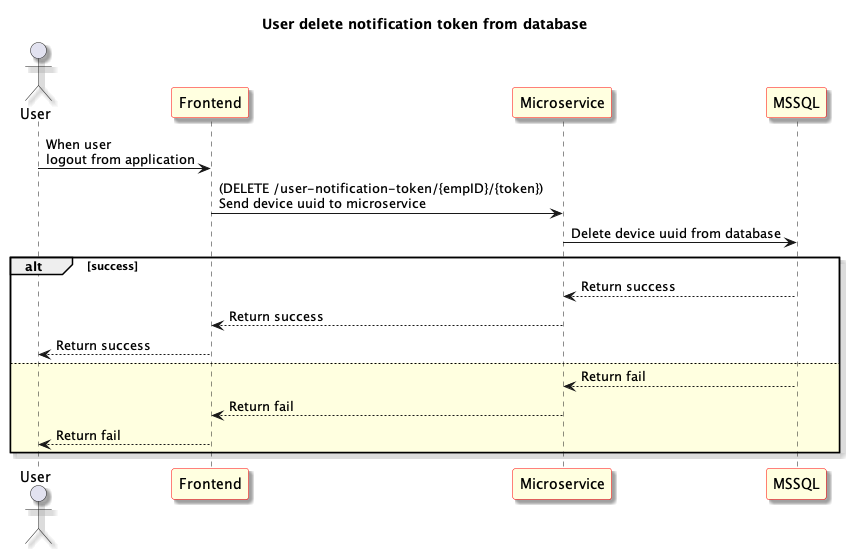 User delete notification token from database
User
Frontend
Microservice
MSSQL
When user
logout from application
(DELETE /user-notification-token/{empID}/{token})
Send device uuid to microservice
Delete device uuid from database
alt [success]
Return success
Return success
Return success
Return fail
Return fail
Return fail
User
Frontend
Microservice
MSSQL